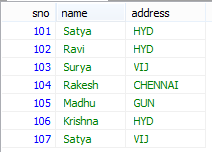 sno name address
101 Satya HYD
102 Ravi HYD
103 Surya VIJ
104 Rakesh CHENNAI
105 Madhu GUN
106 Krishna HYD
107 Satya VIJ